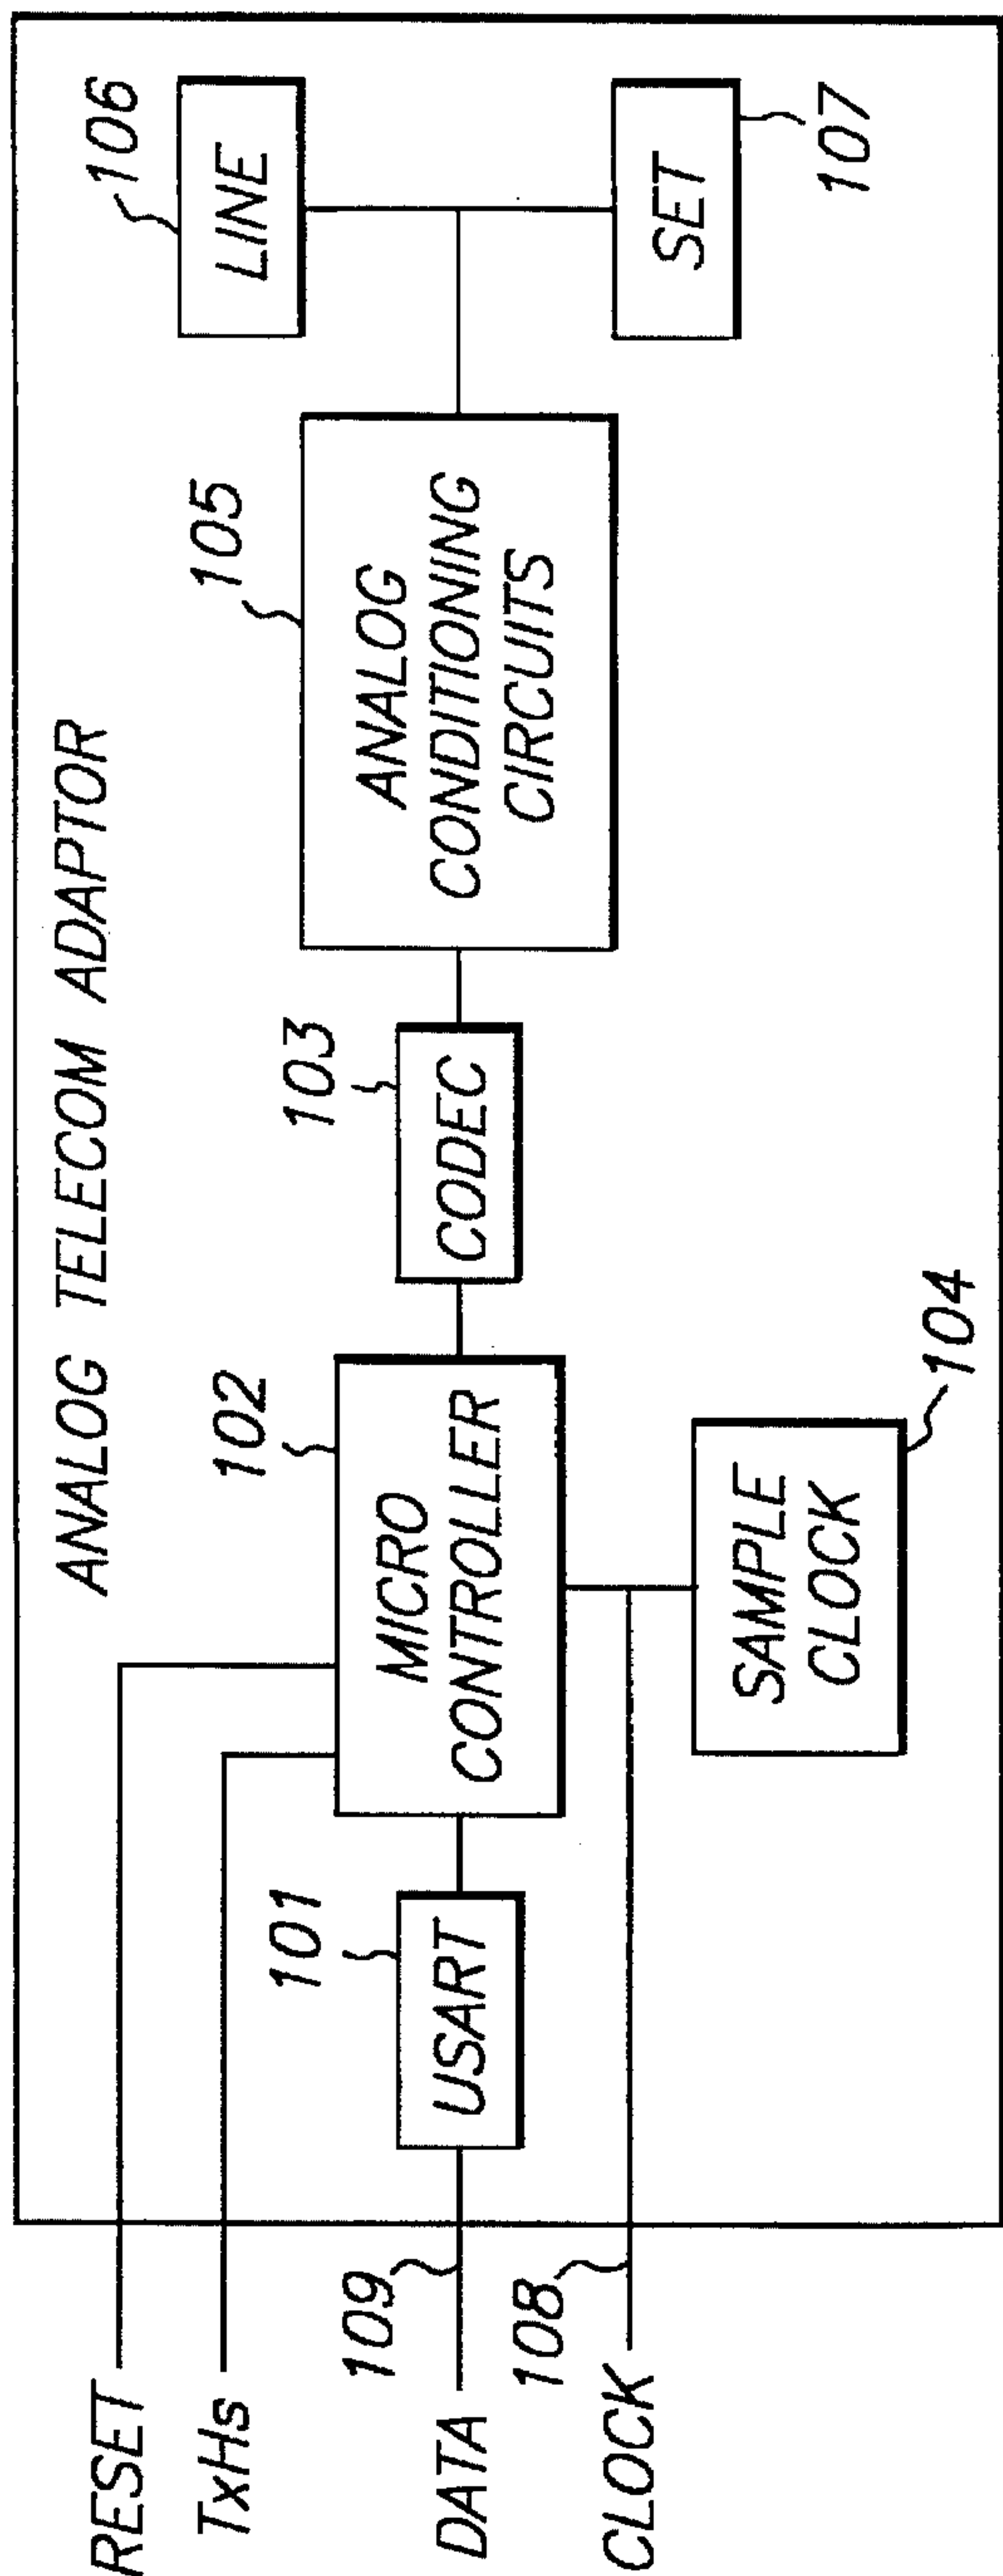 ANALOG TELECOM ADAPTOR
RESET
TxHs
DATA
109
CLOCK
108
101
USART
102
MICRO
CONTROLLER
104
SAMPLE
CLOCK
103
CODEC
105
ANALOG
CONDITIONING
CIRCUITS
106
LINE
SET
107